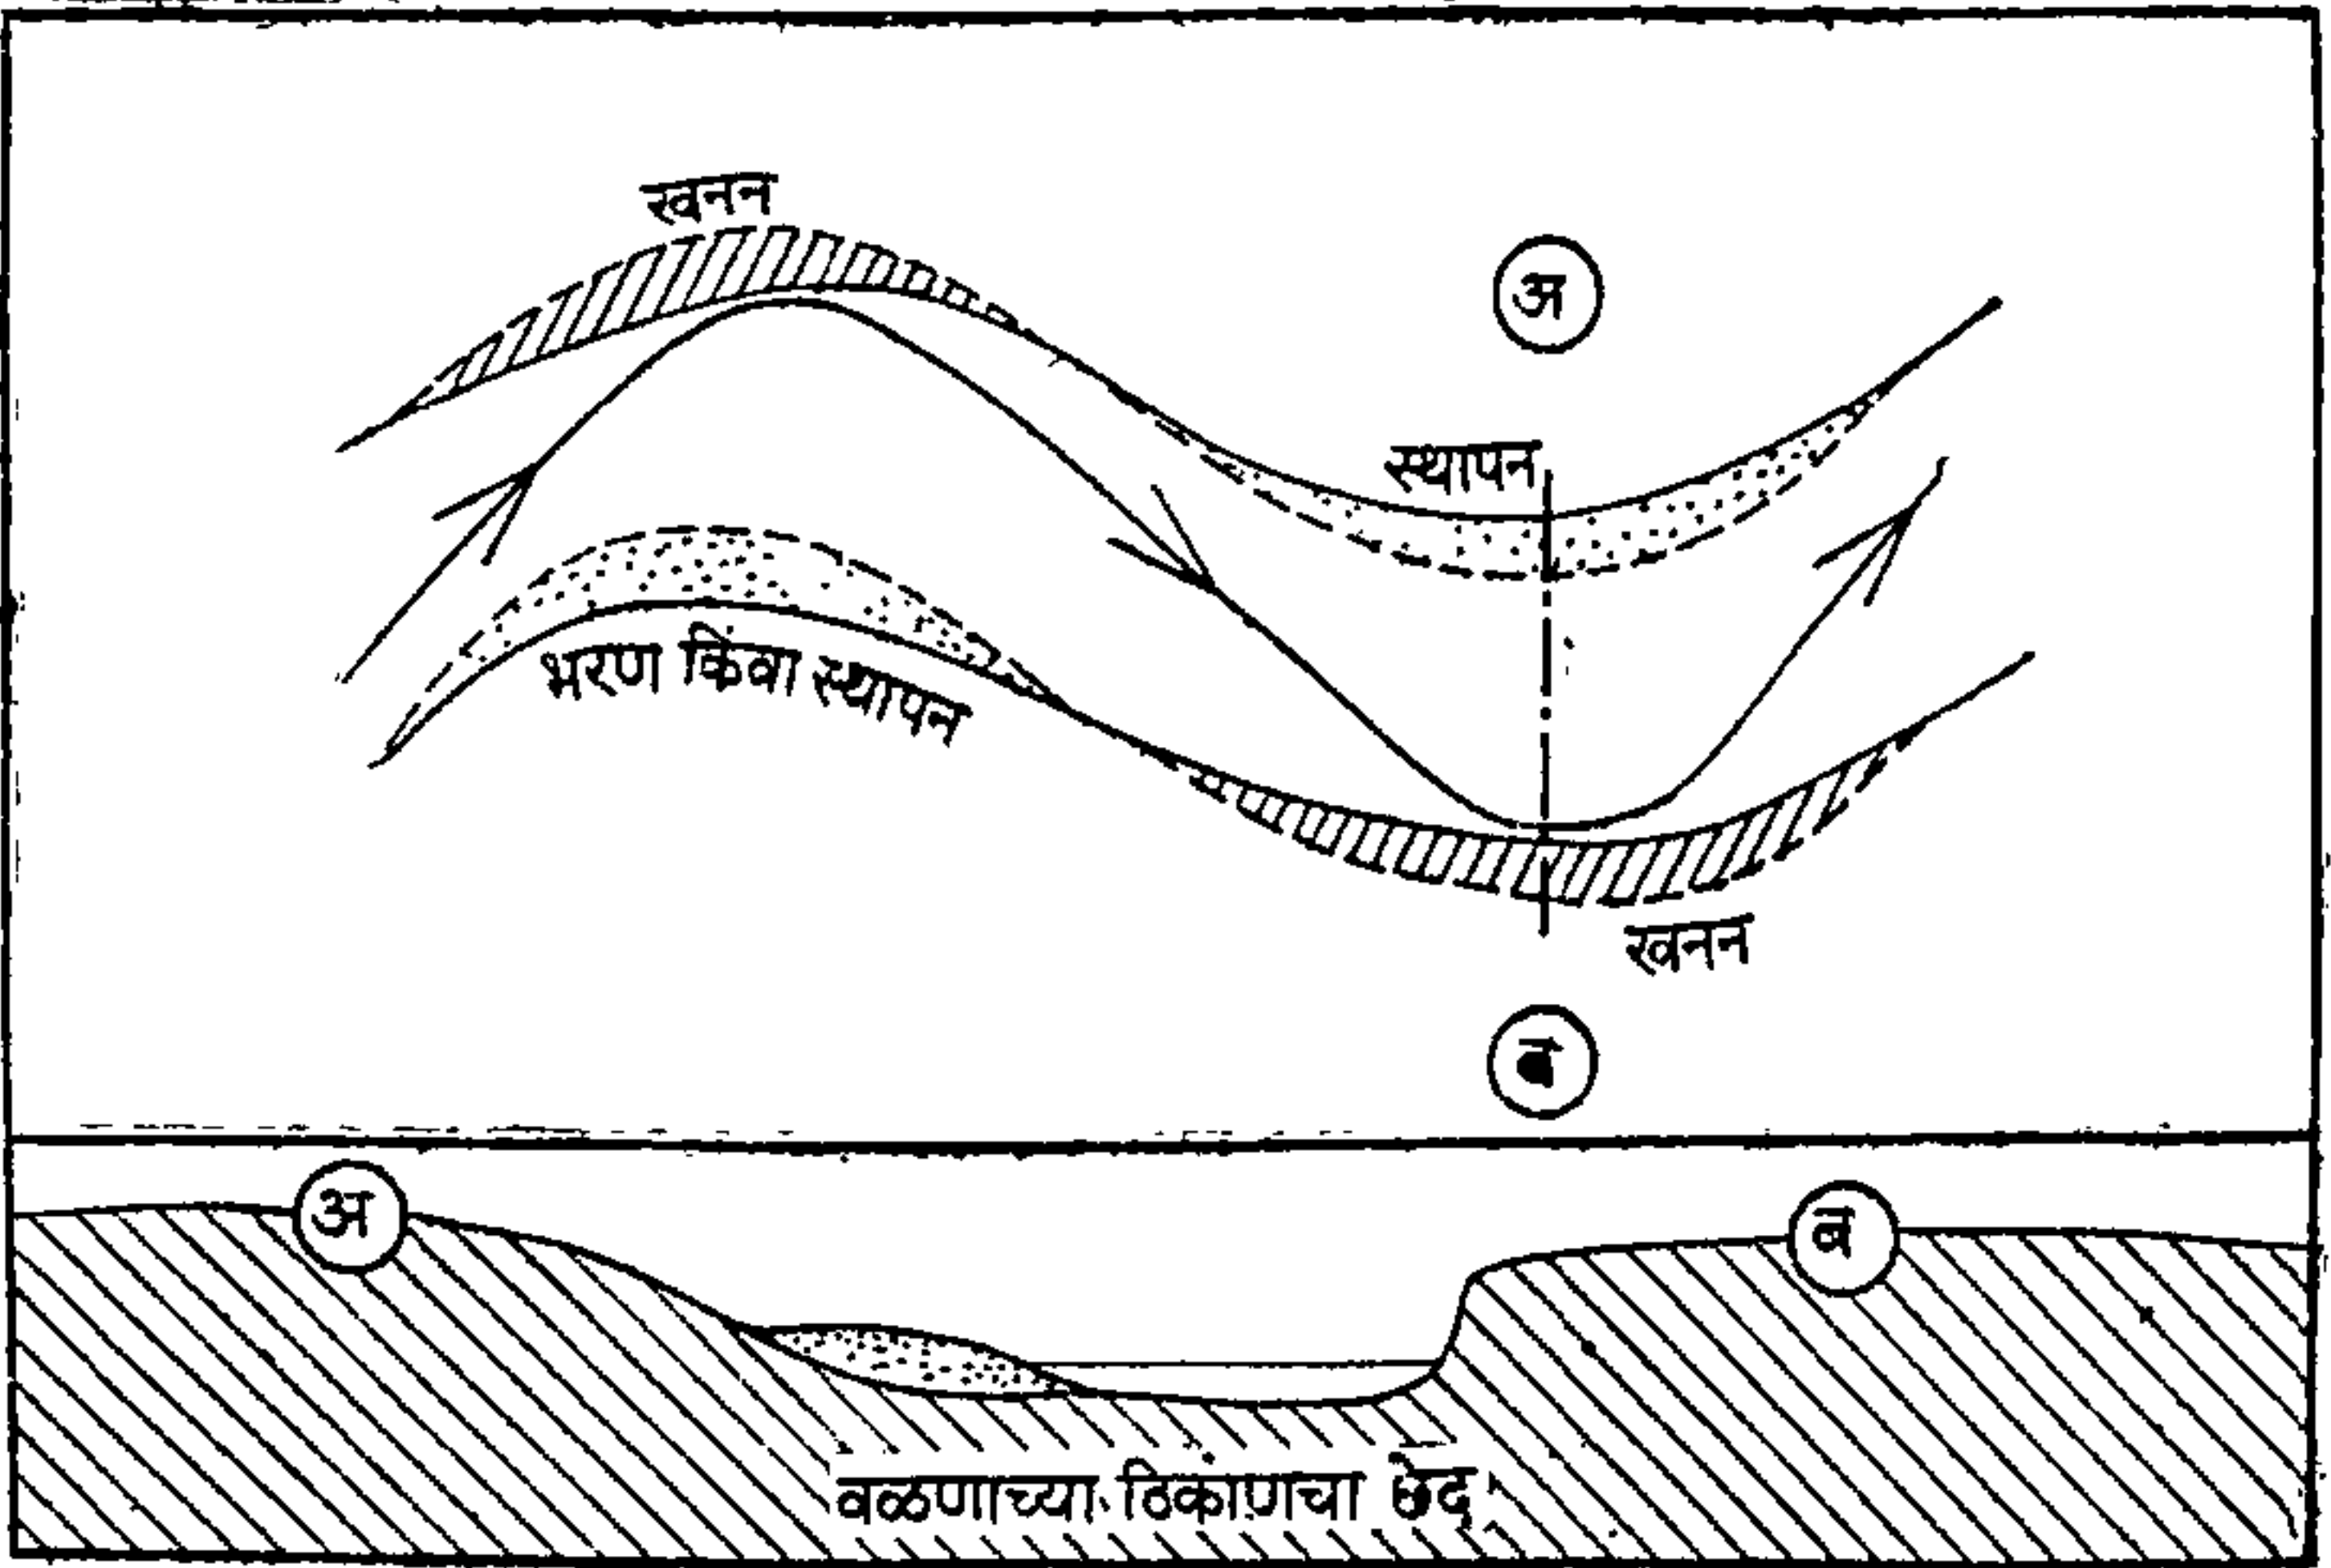 खनन
अ
स्थापन
भरण किंवा स्थापन
खनन
ब
अ
ब
वळणाच्या ठिकाणचा छेद